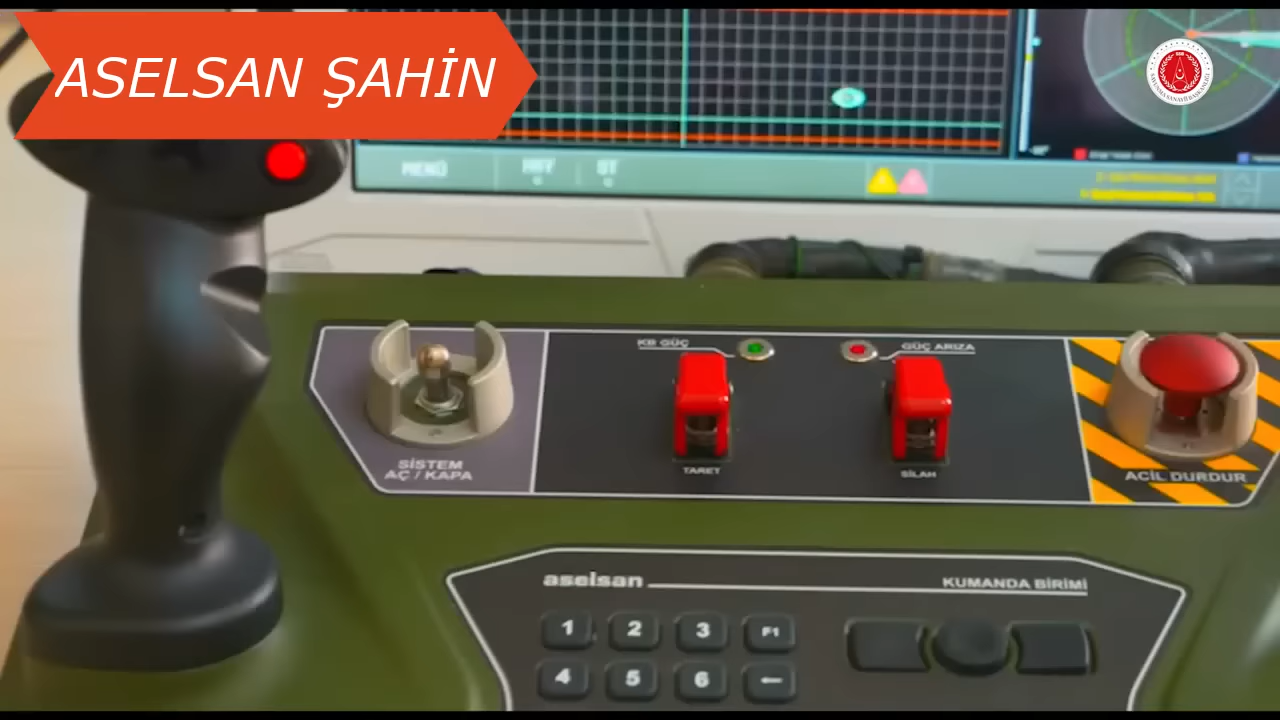 ASELSAN ŞAHİN
MENÜ
KB GÜÇ
GÜÇ ARIZA
SİSTEM
AÇ / KAPA
TARET
SİLAH
ACİL DURDUR
aselsan
KUMANDA BİRİMİ
1 2 3 F1
4 5 6 ←